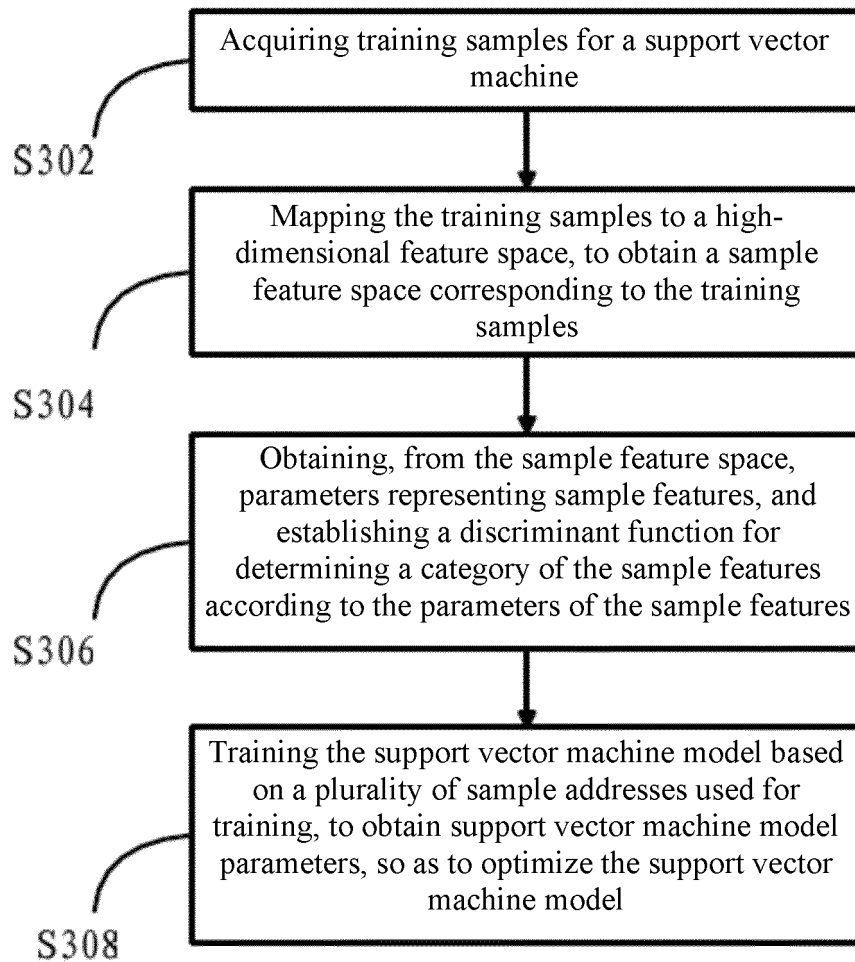 Acquiring training samples for a support vector
machine
S302
Mapping the training samples to a high-
dimensional feature space, to obtain a sample
feature space corresponding to the training
samples
S304
Obtaining, from the sample feature space,
parameters representing sample features, and
establishing a discriminant function for
determining a category of the sample features
according to the parameters of the sample features
S306
Training the support vector machine model based
on a plurality of sample addresses used for
training, to obtain support vector machine model
parameters, so as to optimize the support vector
machine model
S308